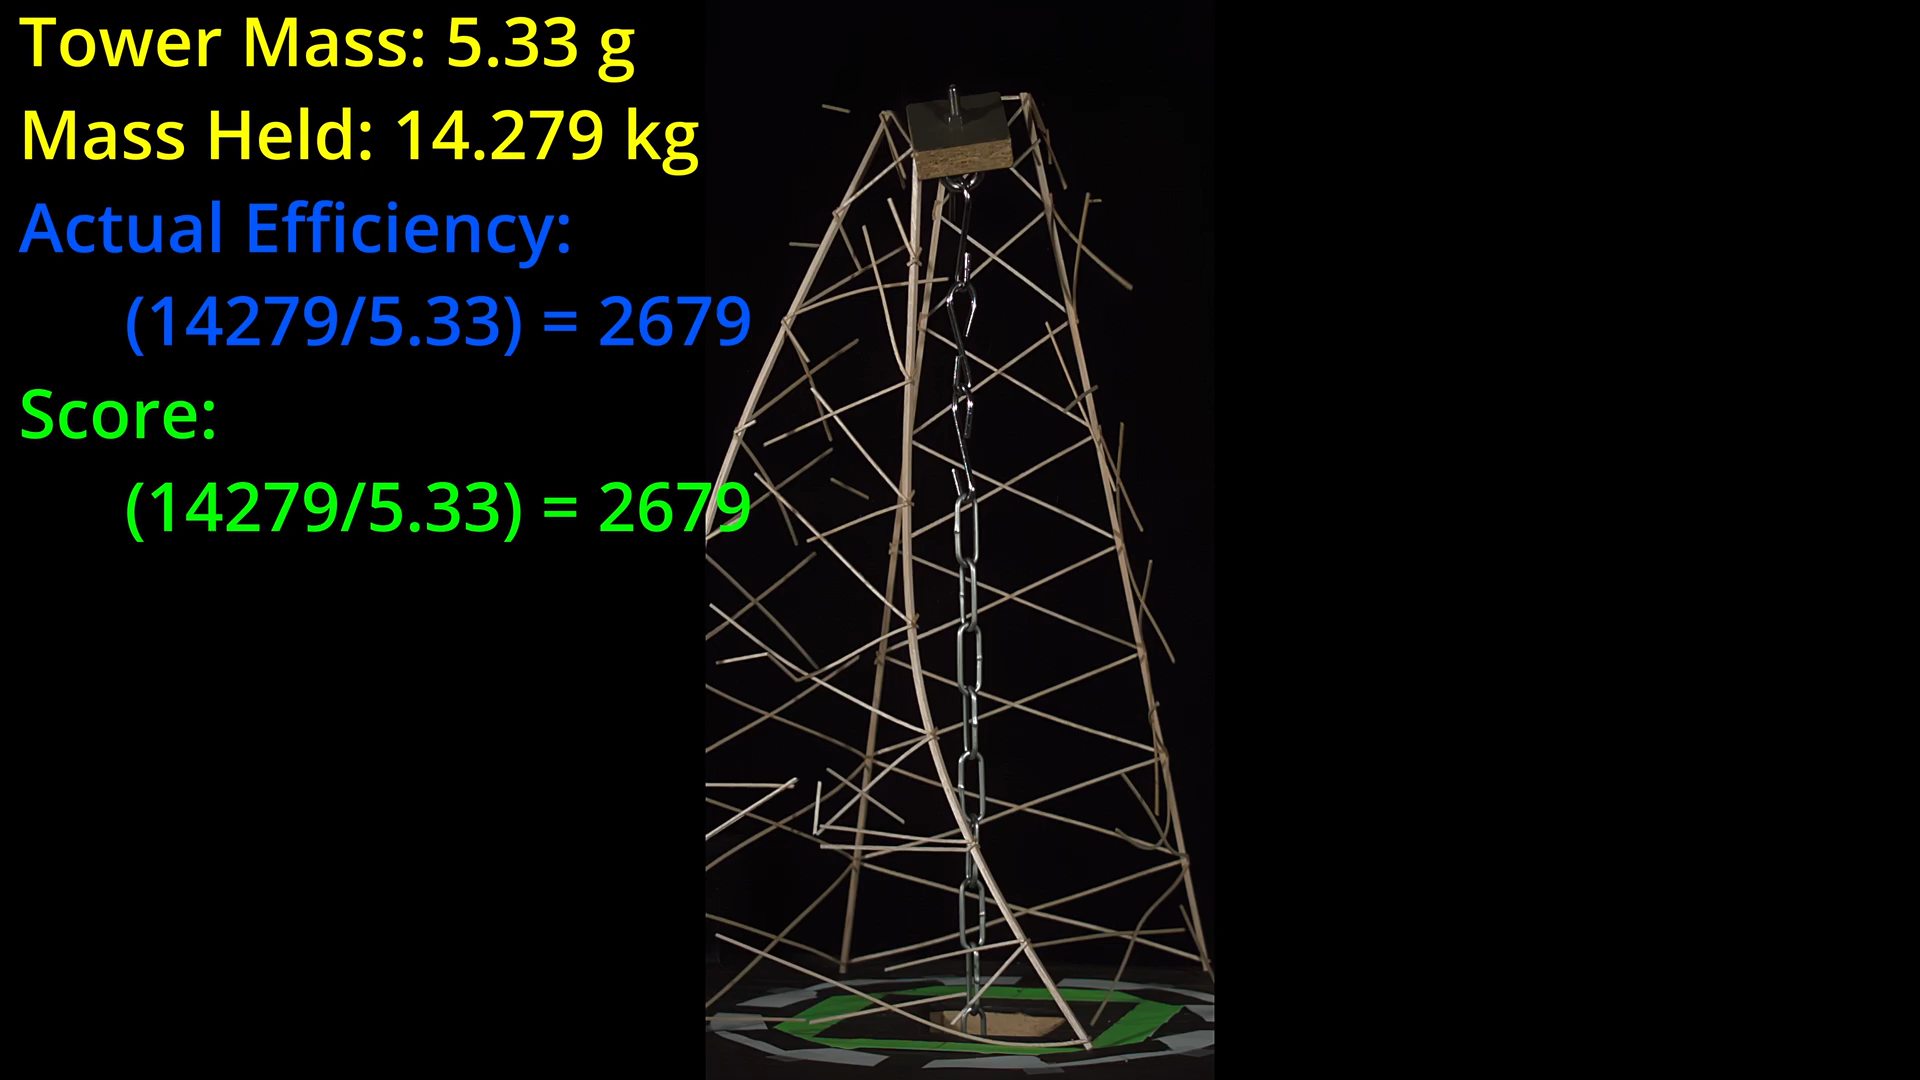 Tower Mass: 5.33 g
Mass Held: 14.279 kg
Actual Efficiency:
(14279/5.33) = 2679
Score:
(14279/5.33) = 2679